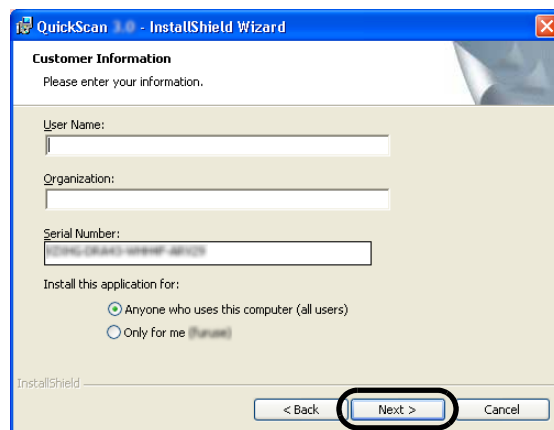 QuickScan - InstallShield Wizard
Customer Information
Please enter your information.
User Name:
Organization:
Serial Number:
Install this application for:
Anyone who uses this computer (all users)
Only for me
InstallShield
< Back Next > Cancel